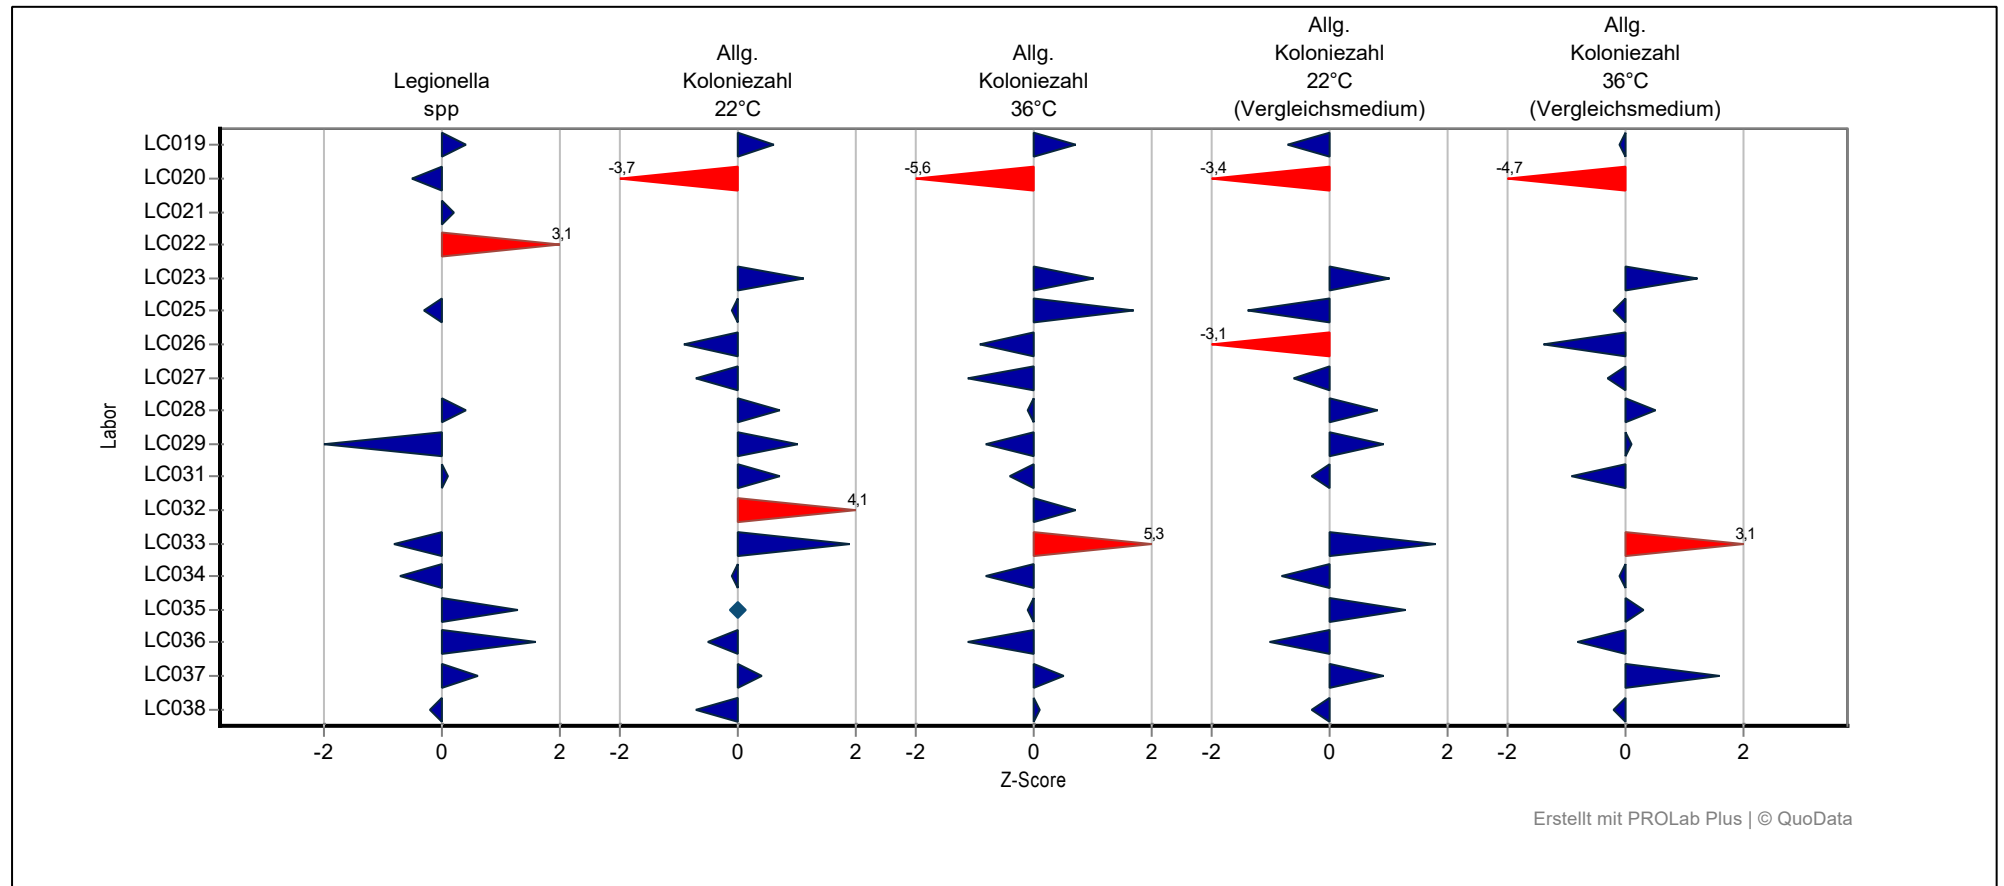 Legionella
spp
Allg.
Koloniezahl
22°C
Allg.
Koloniezahl
36°C
Allg.
Koloniezahl
22°C
(Vergleichsmedium)
Allg.
Koloniezahl
36°C
(Vergleichsmedium)
Labor
LC019
LC020
-3,7
-5,6
-3,4
-4,7
LC021
LC022
3,1
LC023
LC025
LC026
-3,1
LC027
LC028
LC029
LC031
LC032
4,1
LC033
5,3
3,1
LC034
LC035
LC036
LC037
LC038
-2 0 2 -2 0 2 -2 0 2 -2 0 2 -2 0 2
Z-Score
Erstellt mit PROLab Plus | © QuoData